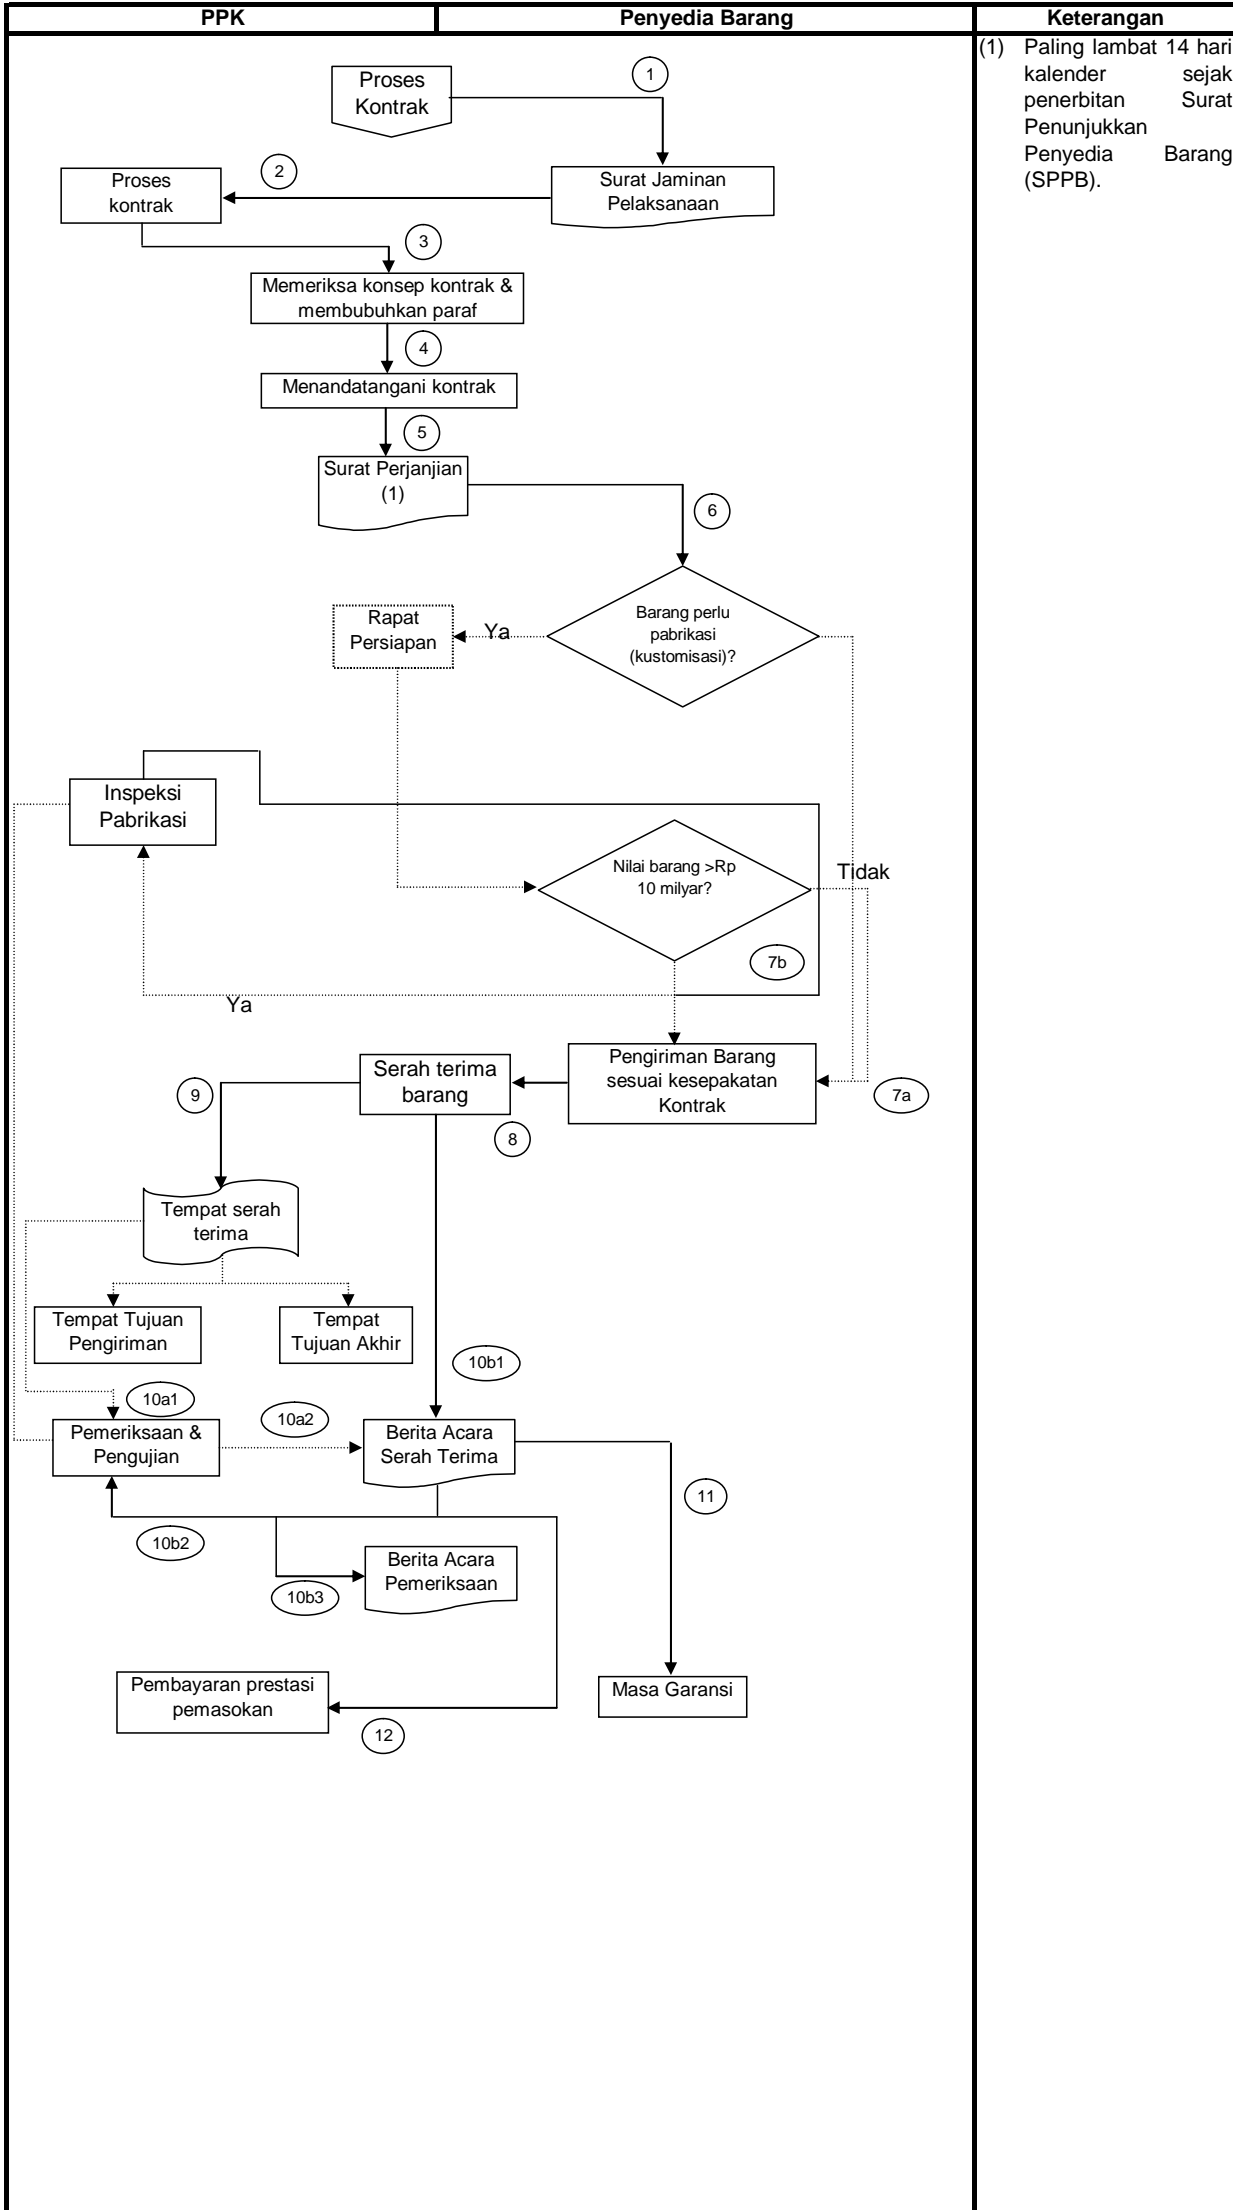 PPK
Penyedia Barang
Keterangan
(1) Paling lambat 14 hari
kalender sejak
penerbitan Surat
Penunjukkan
Penyedia Barang
(SPPB).
Proses
Kontrak
1
Surat Jaminan
Pelaksanaan
2
Proses
kontrak
3
Memeriksa konsep kontrak &
membubuhkan paraf
4
Menandatangani kontrak
5
Surat Perjanjian
(1)
6
Barang perlu
pabrikasi
(kustomisasi)?
Ya
Rapat
Persiapan
Inspeksi
Pabrikasi
Nilai barang >Rp
10 milyar?
Tidak
7b
Ya
Pengiriman Barang
sesuai kesepakatan
Kontrak
7a
Serah terima
barang
8
9
Tempat serah
terima
Tempat Tujuan
Pengiriman
Tempat
Tujuan Akhir
10b1
10a1
10a2
Pemeriksaan &
Pengujian
Berita Acara
Serah Terima
11
10b2
Berita Acara
Pemeriksaan
10b3
Pembayaran prestasi
pemasokan
Masa Garansi
12